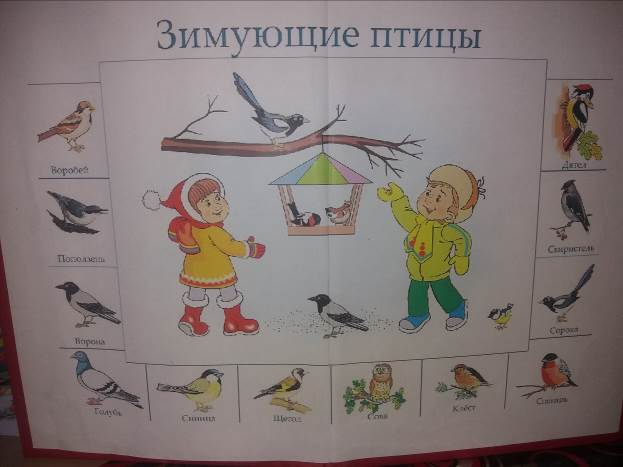 Зимующие птицы
Воробей
Дятел
Поползень
Свиристель
Ворона
Сорока
Голубь
Синица
Щегол
Сова
Клёст
Снегирь